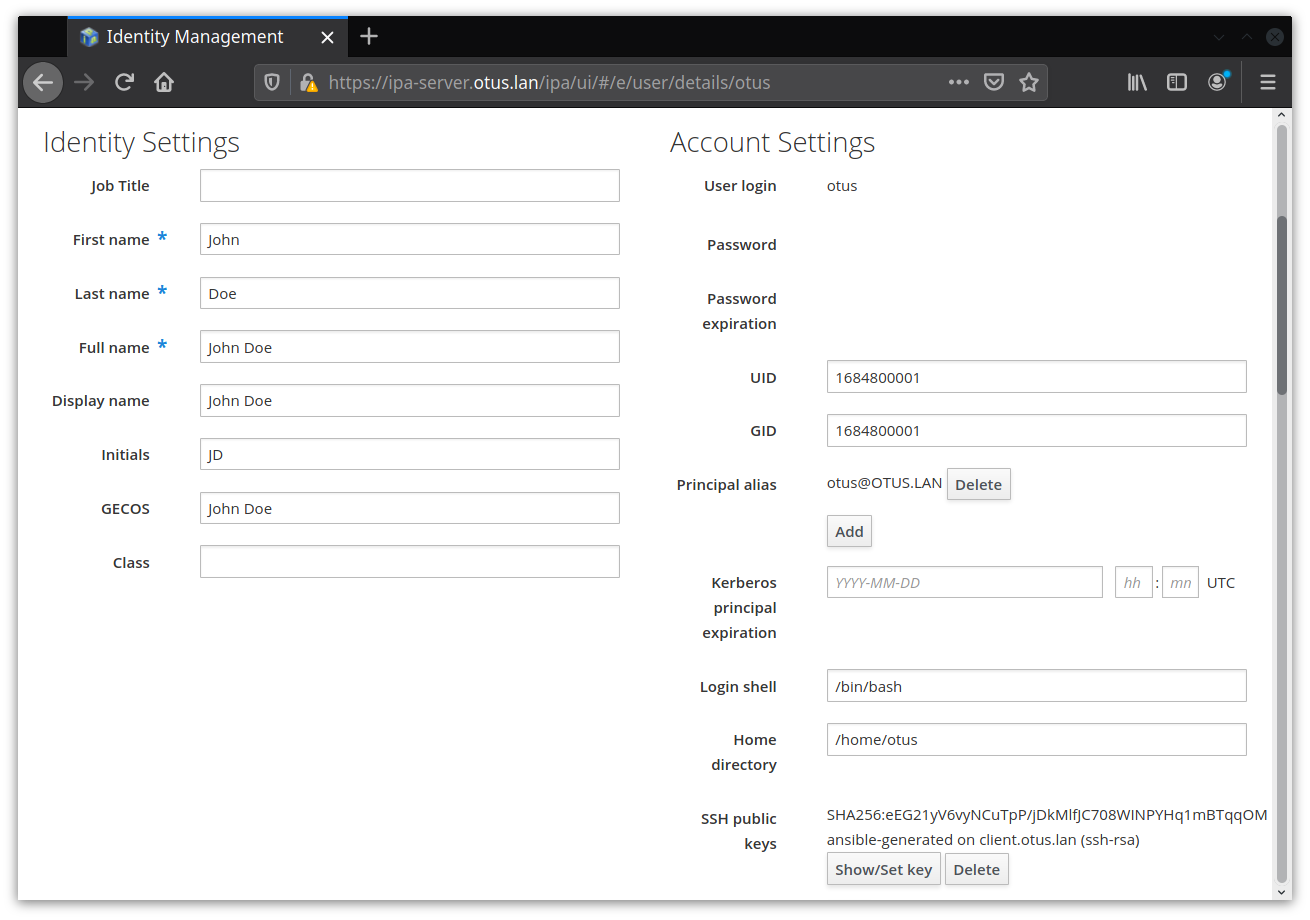 Identity Management
https://ipa-server.otus.lan/ipa/ui/#/e/user/details/otus
Identity Settings
Job Title
First name *
John
Last name *
Doe
Full name *
John Doe
Display name
John Doe
Initials
JD
GECOS
John Doe
Class
Account Settings
User login
otus
Password
Password
expiration
UID
1684800001
GID
1684800001
Principal alias
otus@OTUS.LAN Delete
Add
Kerberos
principal
expiration
YYYY-MM-DD hh : mn UTC
Login shell
/bin/bash
Home
directory
/home/otus
SSH public
keys
SHA256:eEG21yV6vyNCuTpP/jDkMlfJC708WINPYHq1mBTqqOM
ansible-generated on client.otus.lan (ssh-rsa)
Show/Set key Delete